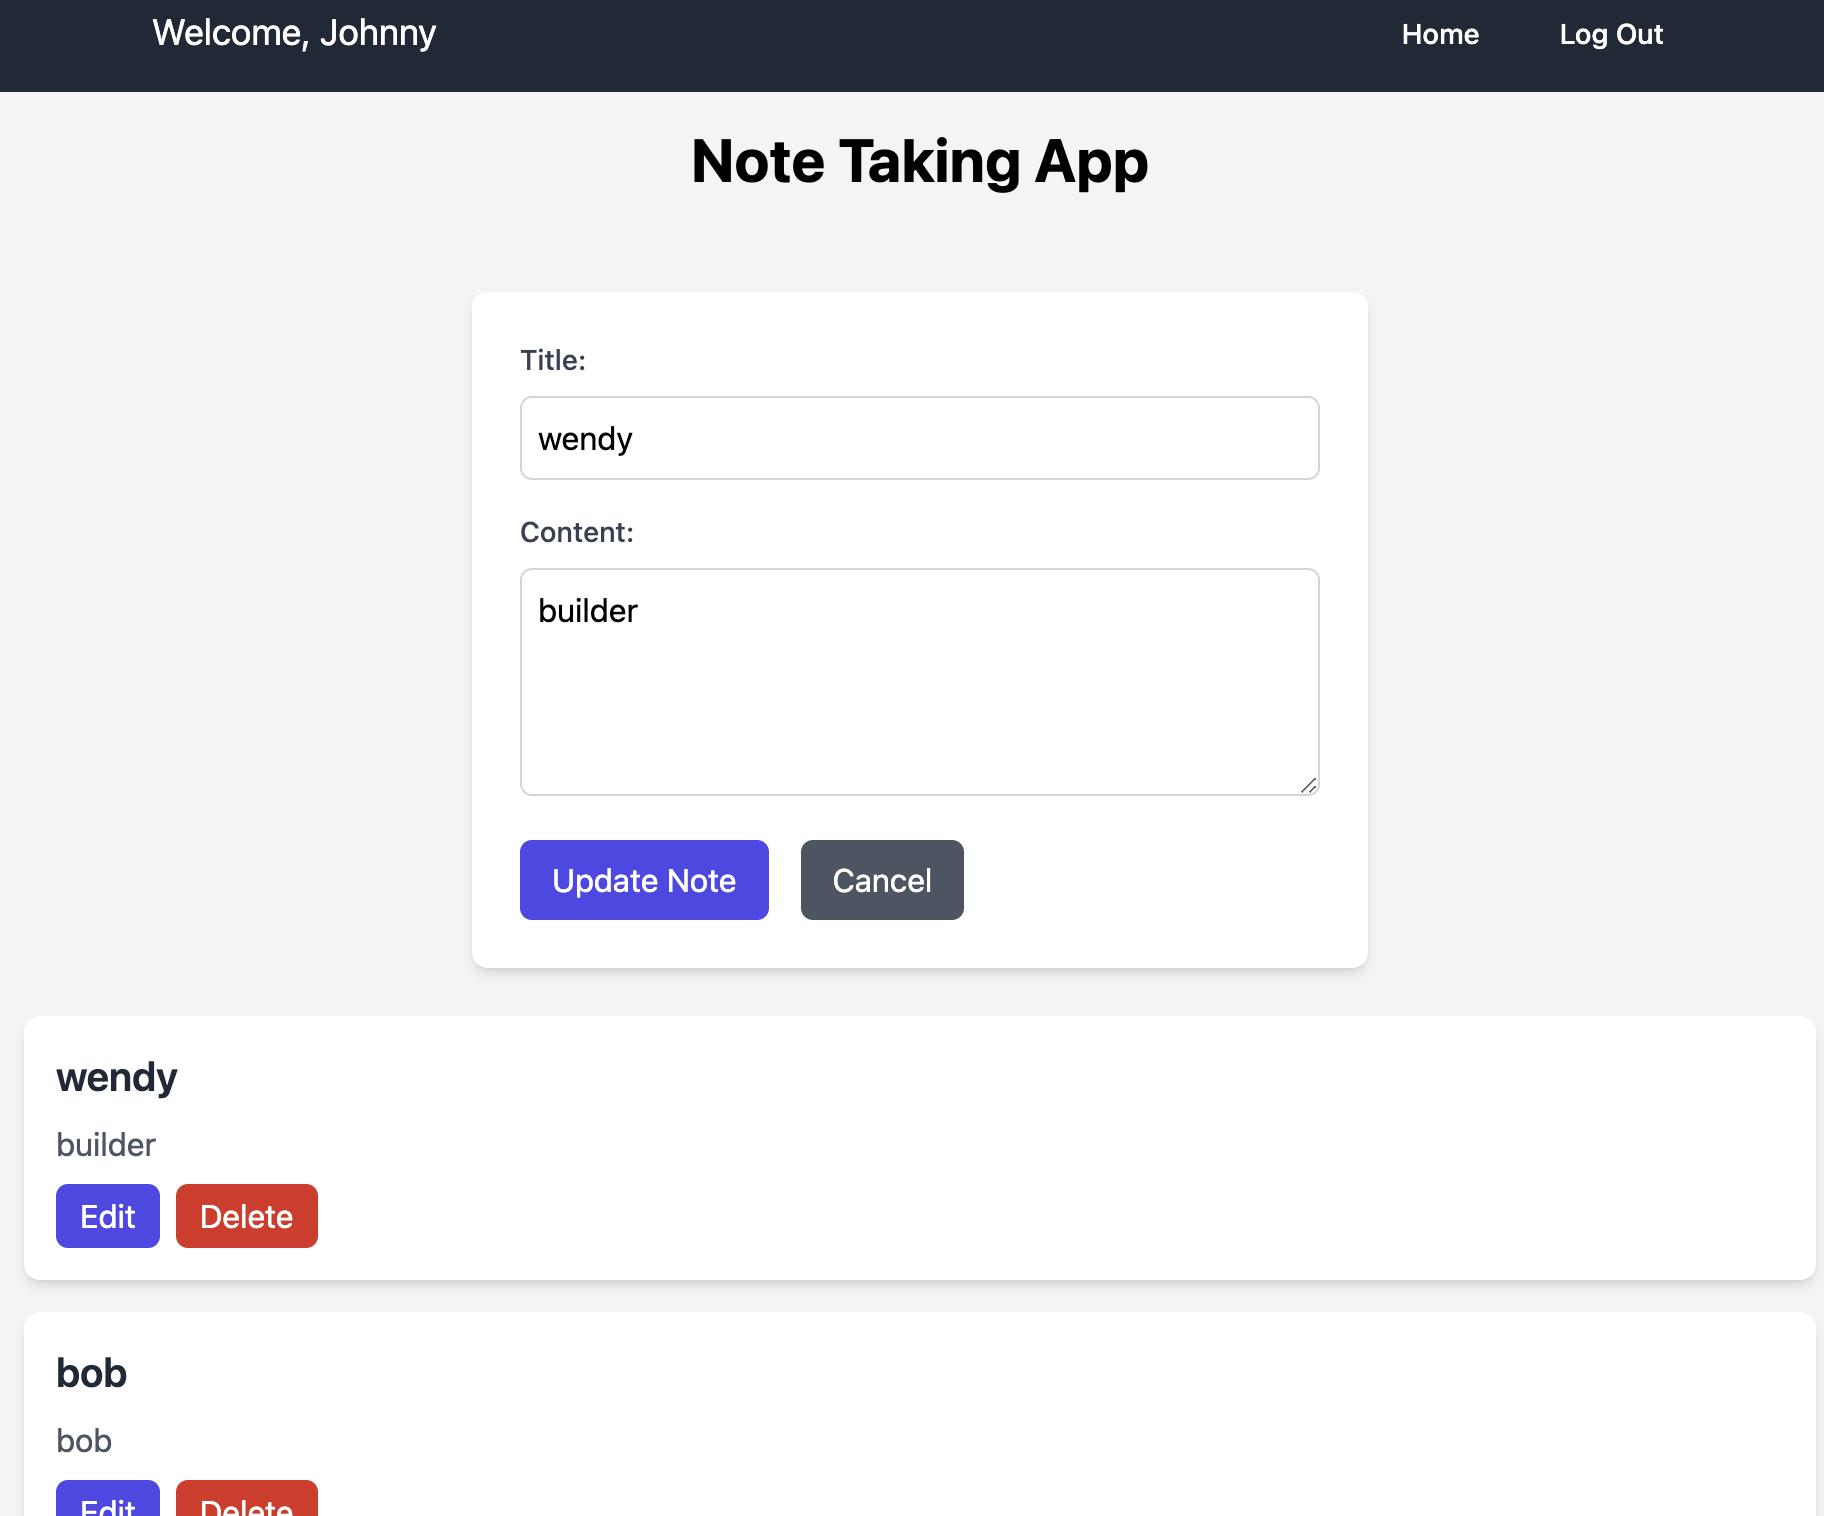 Welcome, Johnny Home Log Out
Note Taking App
Title:
wendy
Content:
builder
Update Note Cancel
wendy
builder
Edit Delete
bob
bob
Edit Delete